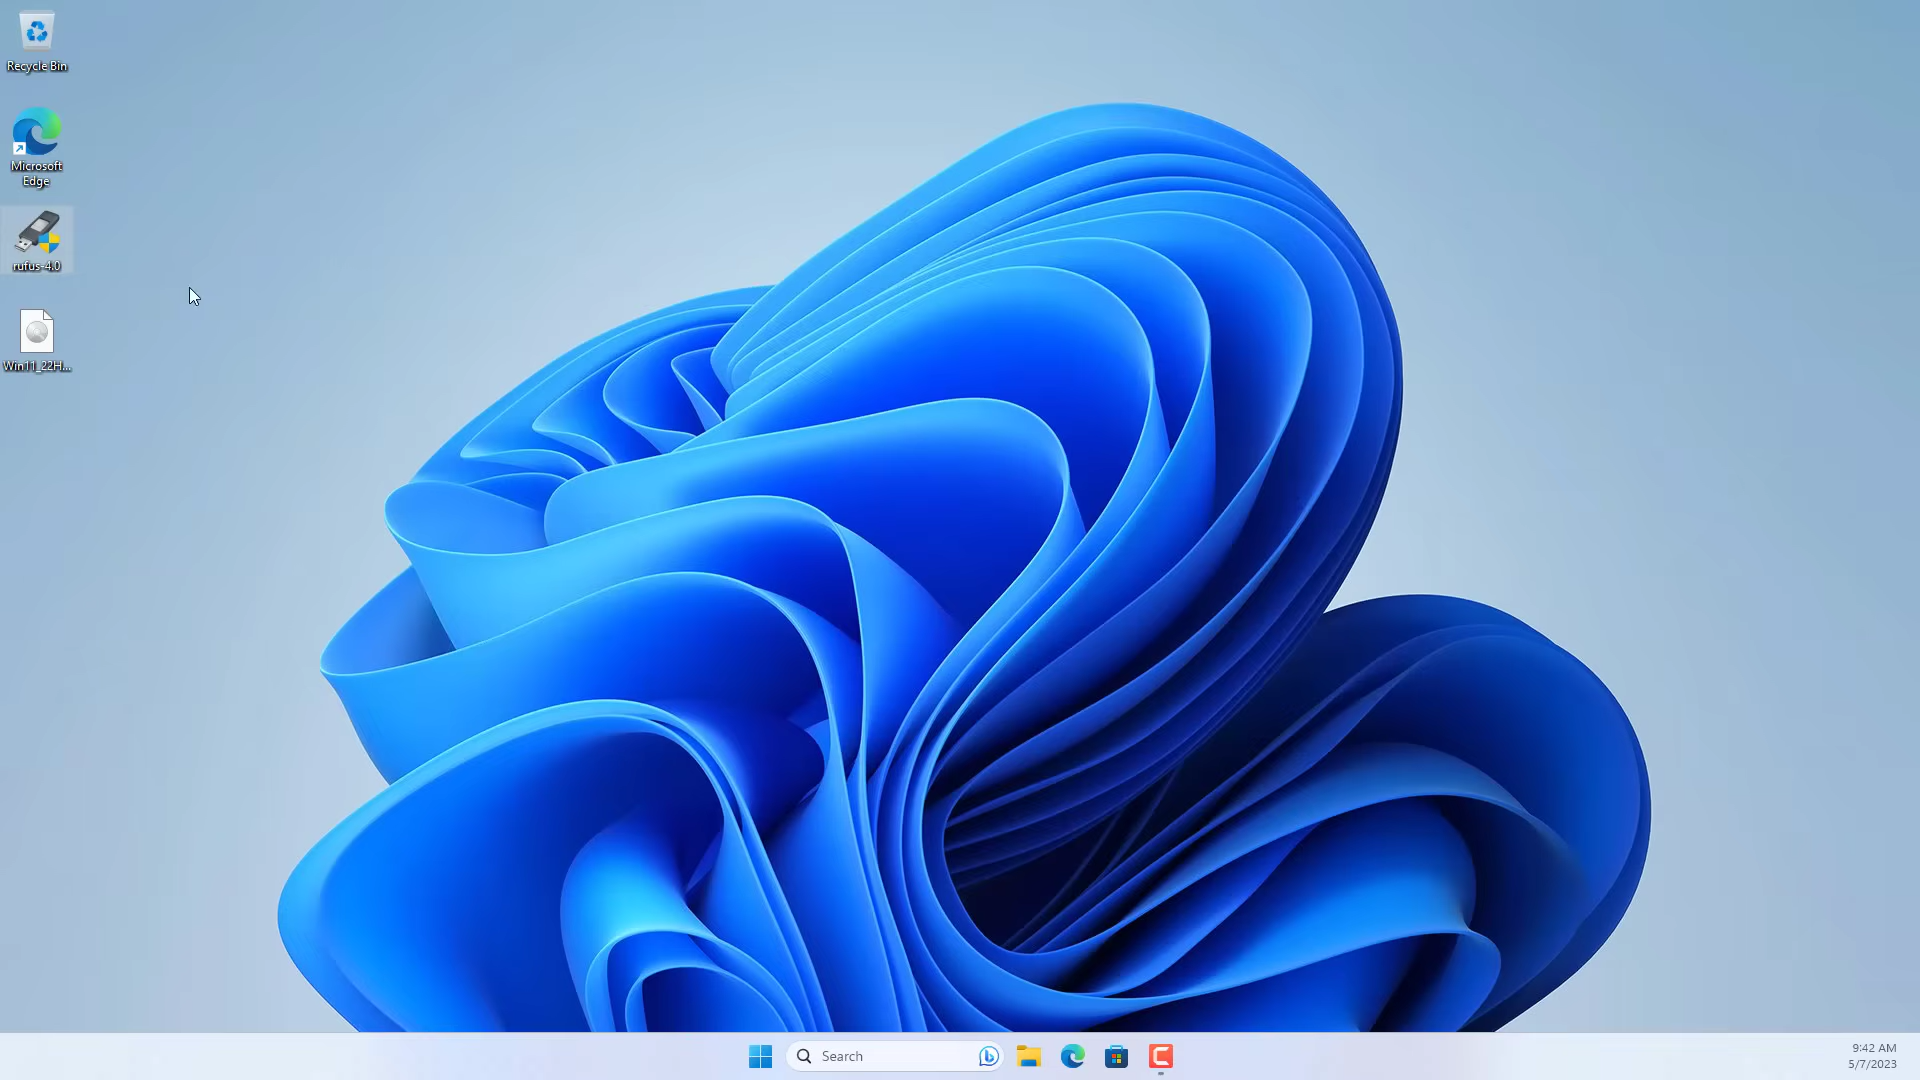 Recycle Bin
Microsoft
Edge
rufus-4.0
Win11_22H...
Search
9:42 AM
5/7/2023